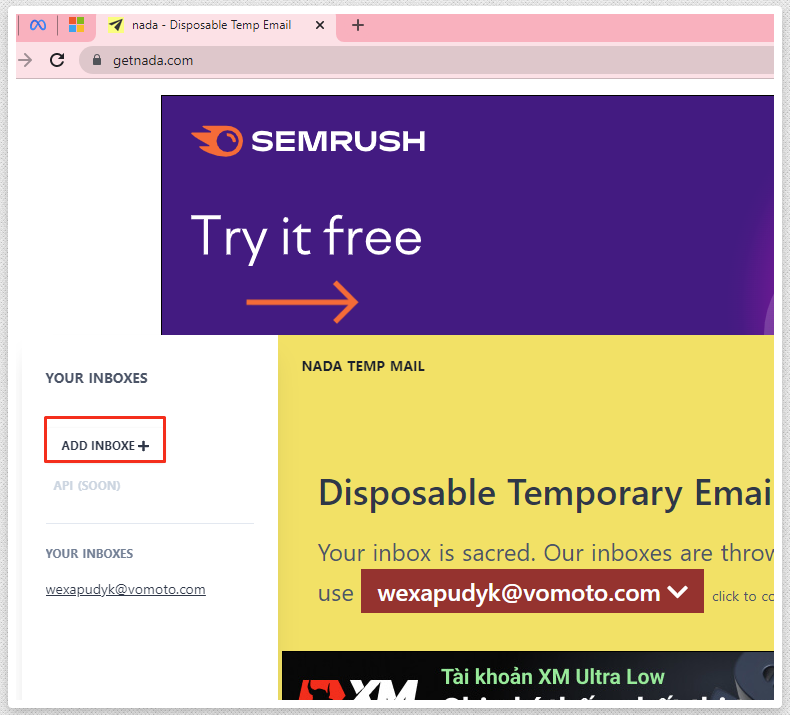 nada - Disposable Temp Email
getnada.com
SEMRUSH
Try it free
YOUR INBOXES
NADA TEMP MAIL
ADD INBOXE
API (SOON)
Disposable Temporary Emai
YOUR INBOXES
Your inbox is sacred. Our inboxes are throw
wexapudyk@vomoto.com
use wexapudyk@vomoto.com click to co
XM
Tài khoản XM Ultra Low